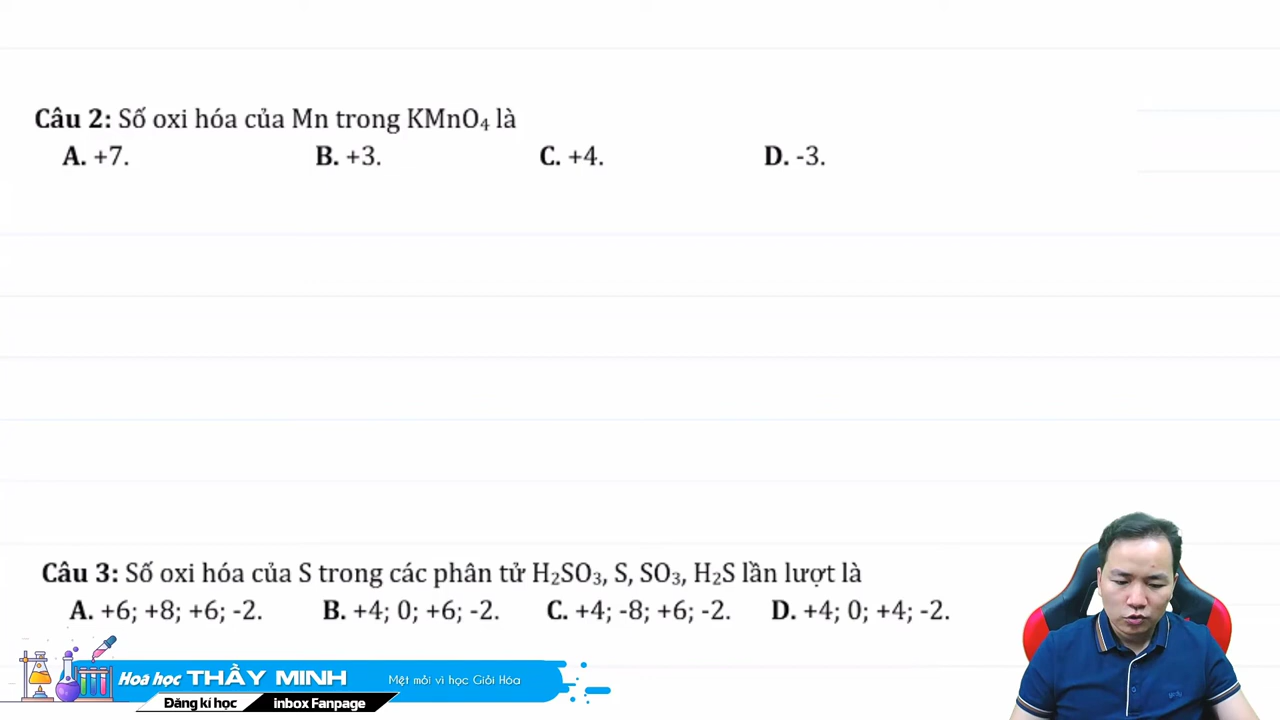 Câu 2: Số oxi hóa của Mn trong KMnO₄ là
A. +7. B. +3. C. +4. D. -3.
Câu 3: Số oxi hóa của S trong các phân tử H₂SO₃, S, SO₃, H₂S lần lượt là
A. +6; +8; +6; -2. B. +4; 0; +6; -2. C. +4; -8; +6; -2. D. +4; 0; +4; -2.
Hoá học THẦY MINH Mệt mỏi vì học Giỏi Hóa
Đăng kí học inbox Fanpage